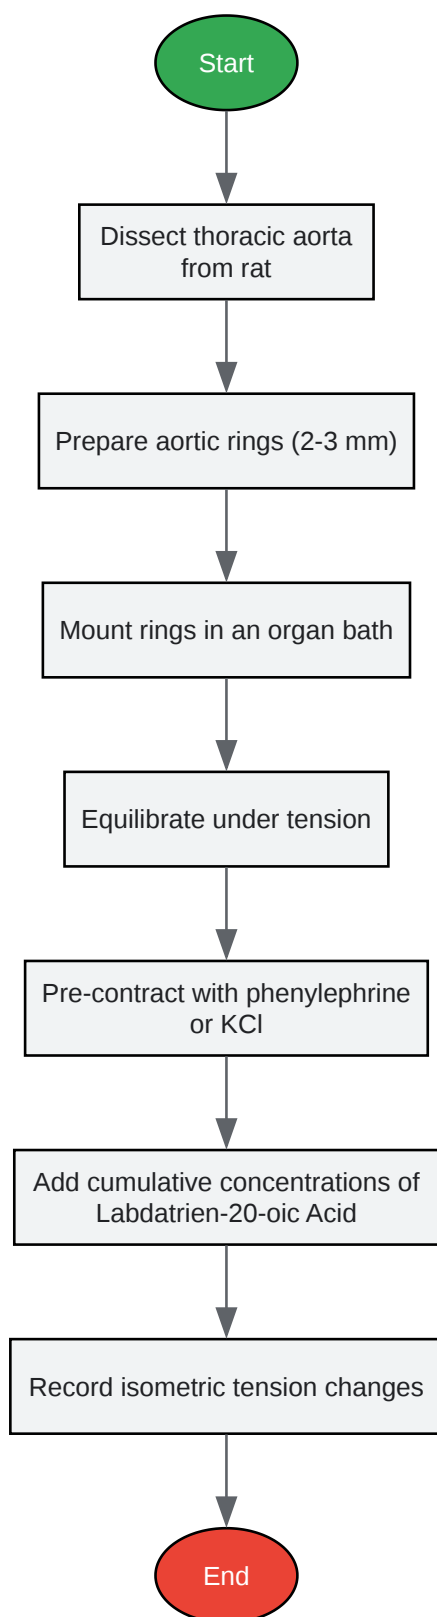 Start
Dissect thoracic aorta
from rat
Prepare aortic rings (2-3 mm)
Mount rings in an organ bath
Equilibrate under tension
Pre-contract with phenylephrine
or KCl
Add cumulative concentrations of
Labdatrien-20-oic Acid
Record isometric tension changes
End